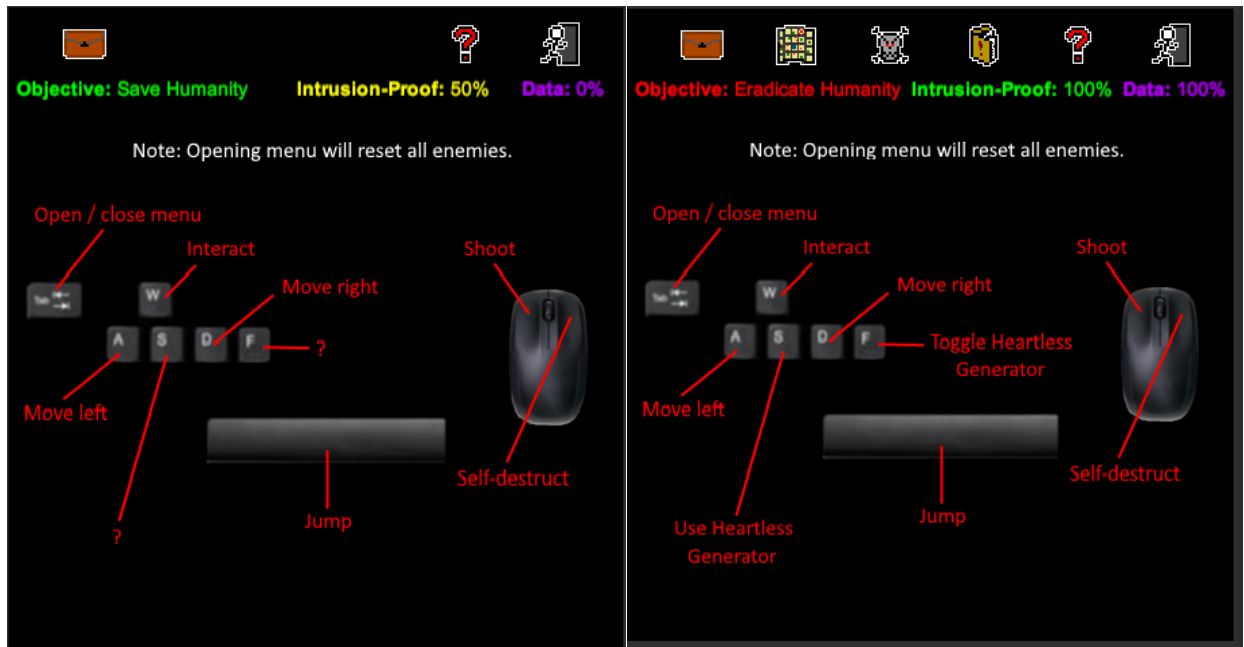 Objective: Save Humanity Intrusion-Proof: 50% Data: 0%
Note: Opening menu will reset all enemies.
Open / close menu
Interact
Shoot
Move right
Tab
W
A S D F
?
Move left
Self-destruct
Jump
?
Objective: Eradicate Humanity Intrusion-Proof: 100% Data: 100%
Note: Opening menu will reset all enemies.
Open / close menu
Interact
Shoot
Move right
Tab
W
A S D F
Toggle Heartless
Generator
Move left
Self-destruct
Jump
Use Heartless
Generator